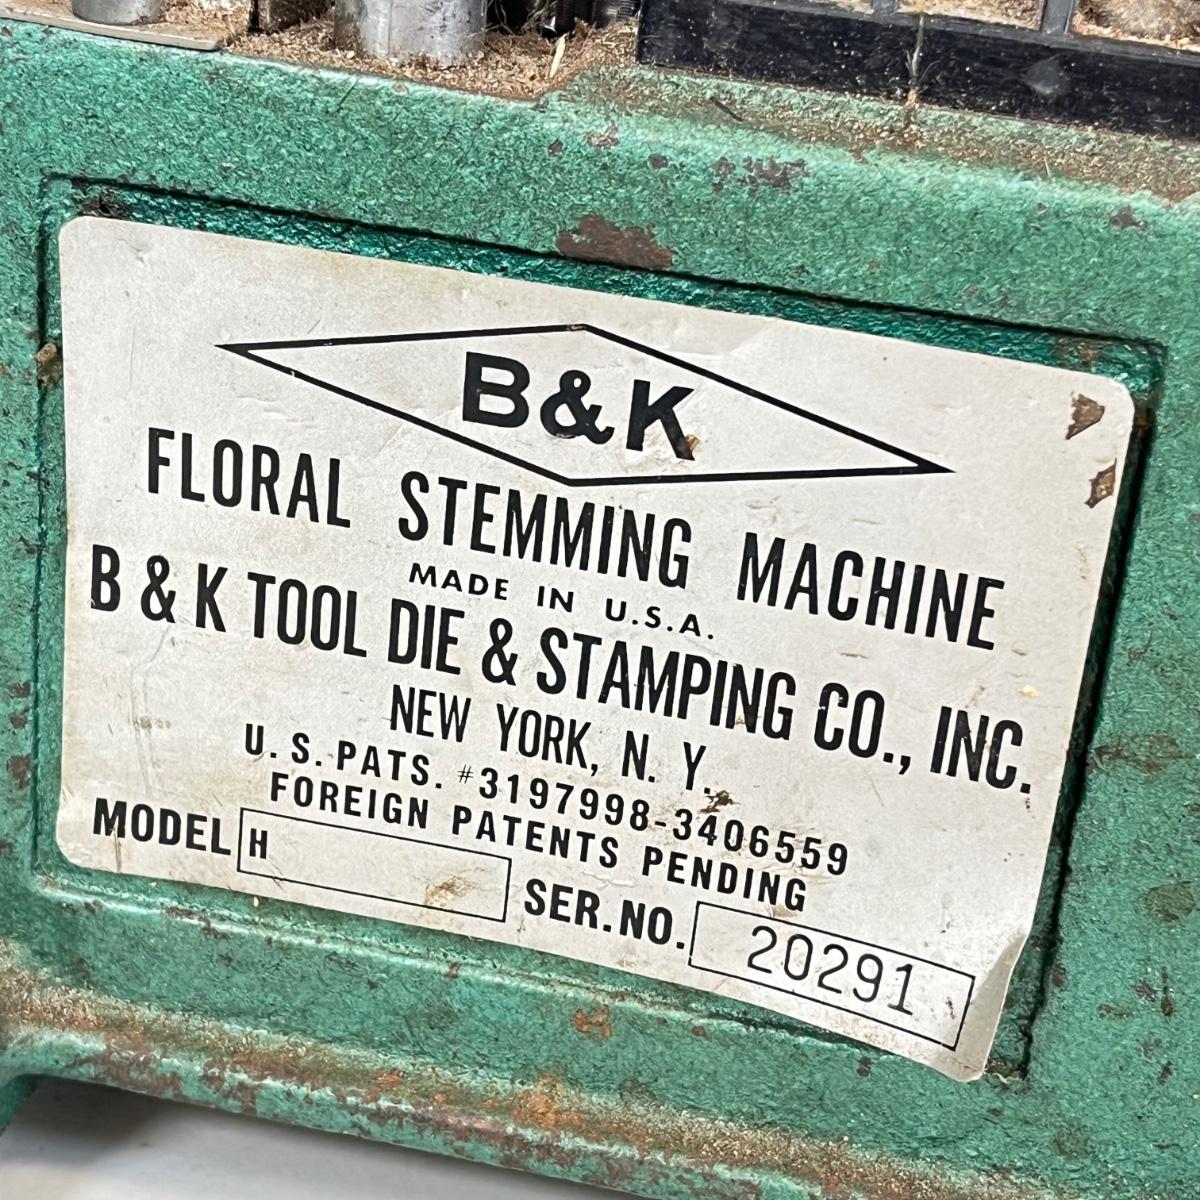 B&K
FLORAL STEMMING MACHINE
MADE IN U.S.A.
B & K TOOL DIE & STAMPING CO., INC.
NEW YORK, N. Y.
U. S. PATS. #3197998-3406559
FOREIGN PATENTS PENDING
MODEL H
SER. NO. 20291